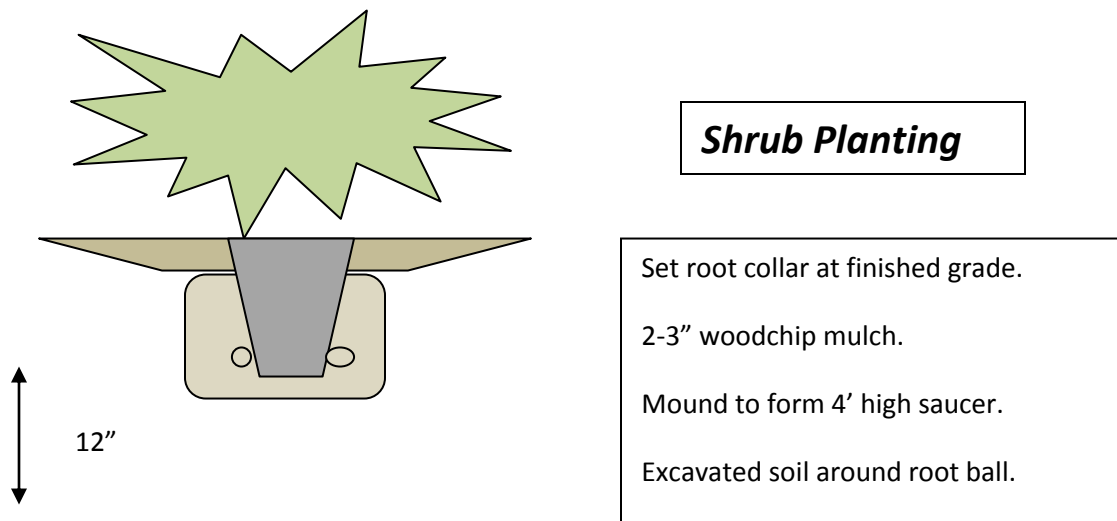 Shrub Planting
Set root collar at finished grade.
2-3” woodchip mulch.
Mound to form 4’ high saucer.
12”
Excavated soil around root ball.